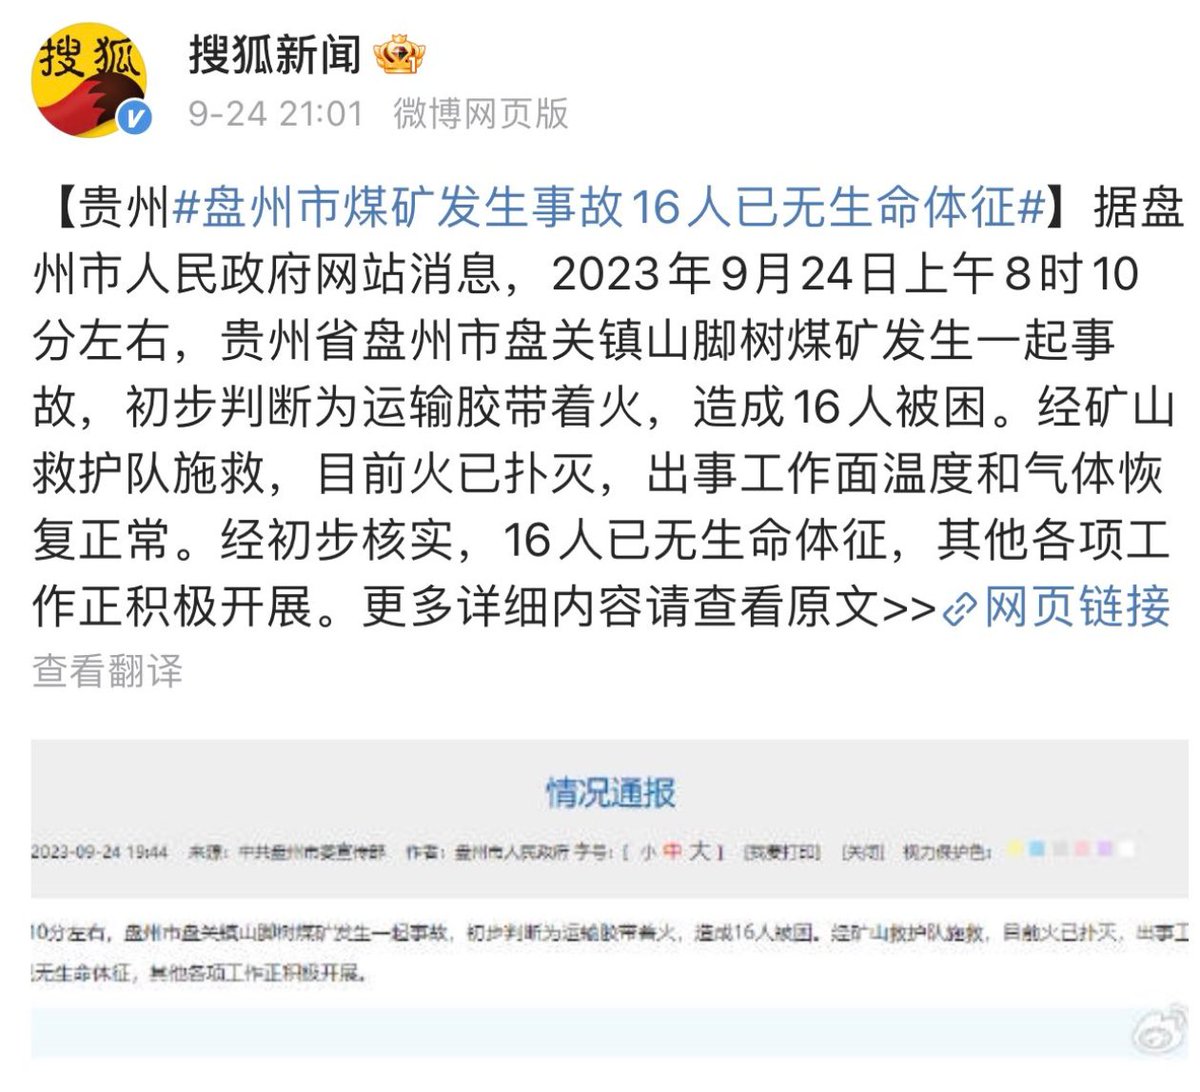 搜狐
搜狐新闻
9-24 21:01 微博网页版
【贵州#盘州市煤矿发生事故16人已无生命体征#】据盘
州市人民政府网站消息，2023年9月24日上午8时10
分左右，贵州省盘州市盘关镇山脚树煤矿发生一起事
故，初步判断为运输胶带着火，造成16人被困。经矿山
救护队施救，目前火已扑灭，出事工作面温度和气体恢
复正常。经初步核实，16人已无生命体征，其他各项工
作正积极开展。更多详细内容请查看原文>>网页链接
查看翻译
情况通报
2023-09-24 19:44 来源：中共盘州市委宣传部 作者：盘州市人民政府 字号：[ 小 中 大 ] [我要打印] [关闭] 视力保护色：
10分左右，盘州市盘关镇山脚树煤矿发生一起事故，初步判断为运输胶带着火，造成16人被困。经矿山救护队施救，目前火已扑灭，出事工
无生命体征，其他各项工作正积极开展。